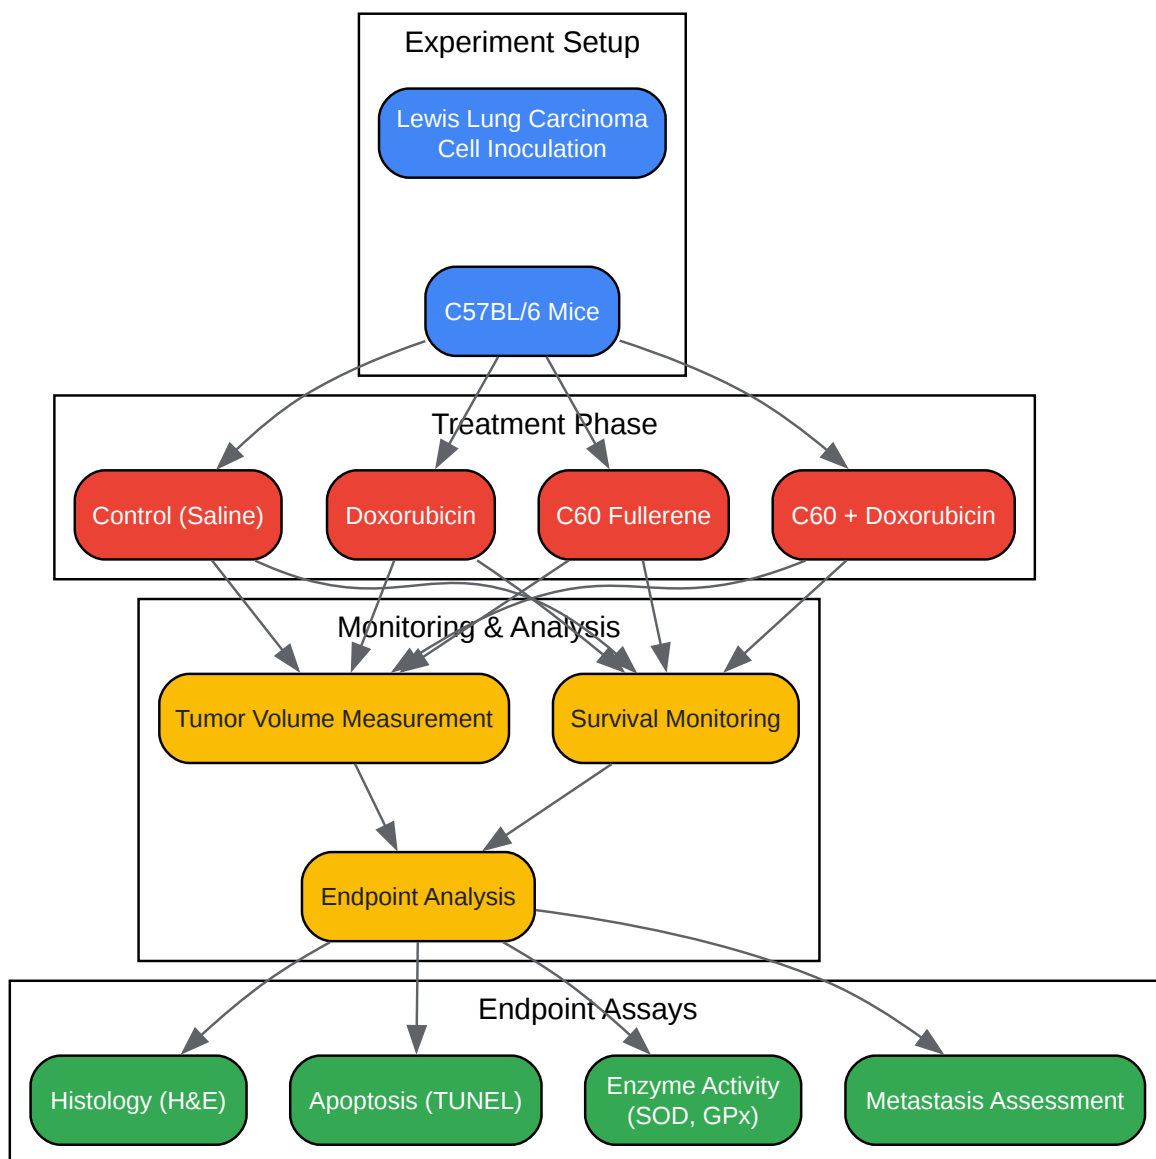 Experiment Setup
Lewis Lung Carcinoma
Cell Inoculation
C57BL/6 Mice
Treatment Phase
Control (Saline)
Doxorubicin
C60 Fullerene
C60 + Doxorubicin
Monitoring & Analysis
Tumor Volume Measurement
Survival Monitoring
Endpoint Analysis
Endpoint Assays
Histology (H&E)
Apoptosis (TUNEL)
Enzyme Activity
(SOD, GPx)
Metastasis Assessment